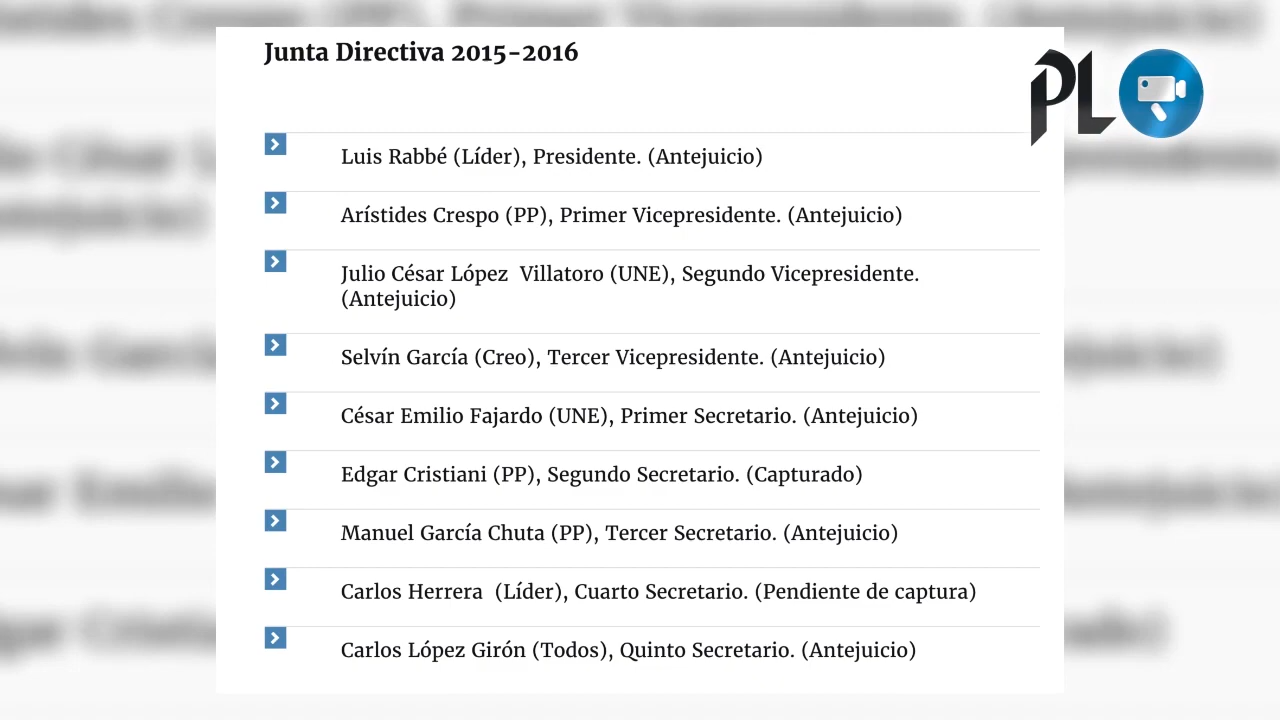 Junta Directiva 2015-2016
PL
Luis Rabbé (Líder), Presidente. (Antejuicio)
Arístides Crespo (PP), Primer Vicepresidente. (Antejuicio)
Julio César López  Villatoro (UNE), Segundo Vicepresidente.
(Antejuicio)
Selvín García (Creo), Tercer Vicepresidente. (Antejuicio)
César Emilio Fajardo (UNE), Primer Secretario. (Antejuicio)
Edgar Cristiani (PP), Segundo Secretario. (Capturado)
Manuel García Chuta (PP), Tercer Secretario. (Antejuicio)
Carlos Herrera  (Líder), Cuarto Secretario. (Pendiente de captura)
Carlos López Girón (Todos), Quinto Secretario. (Antejuicio)